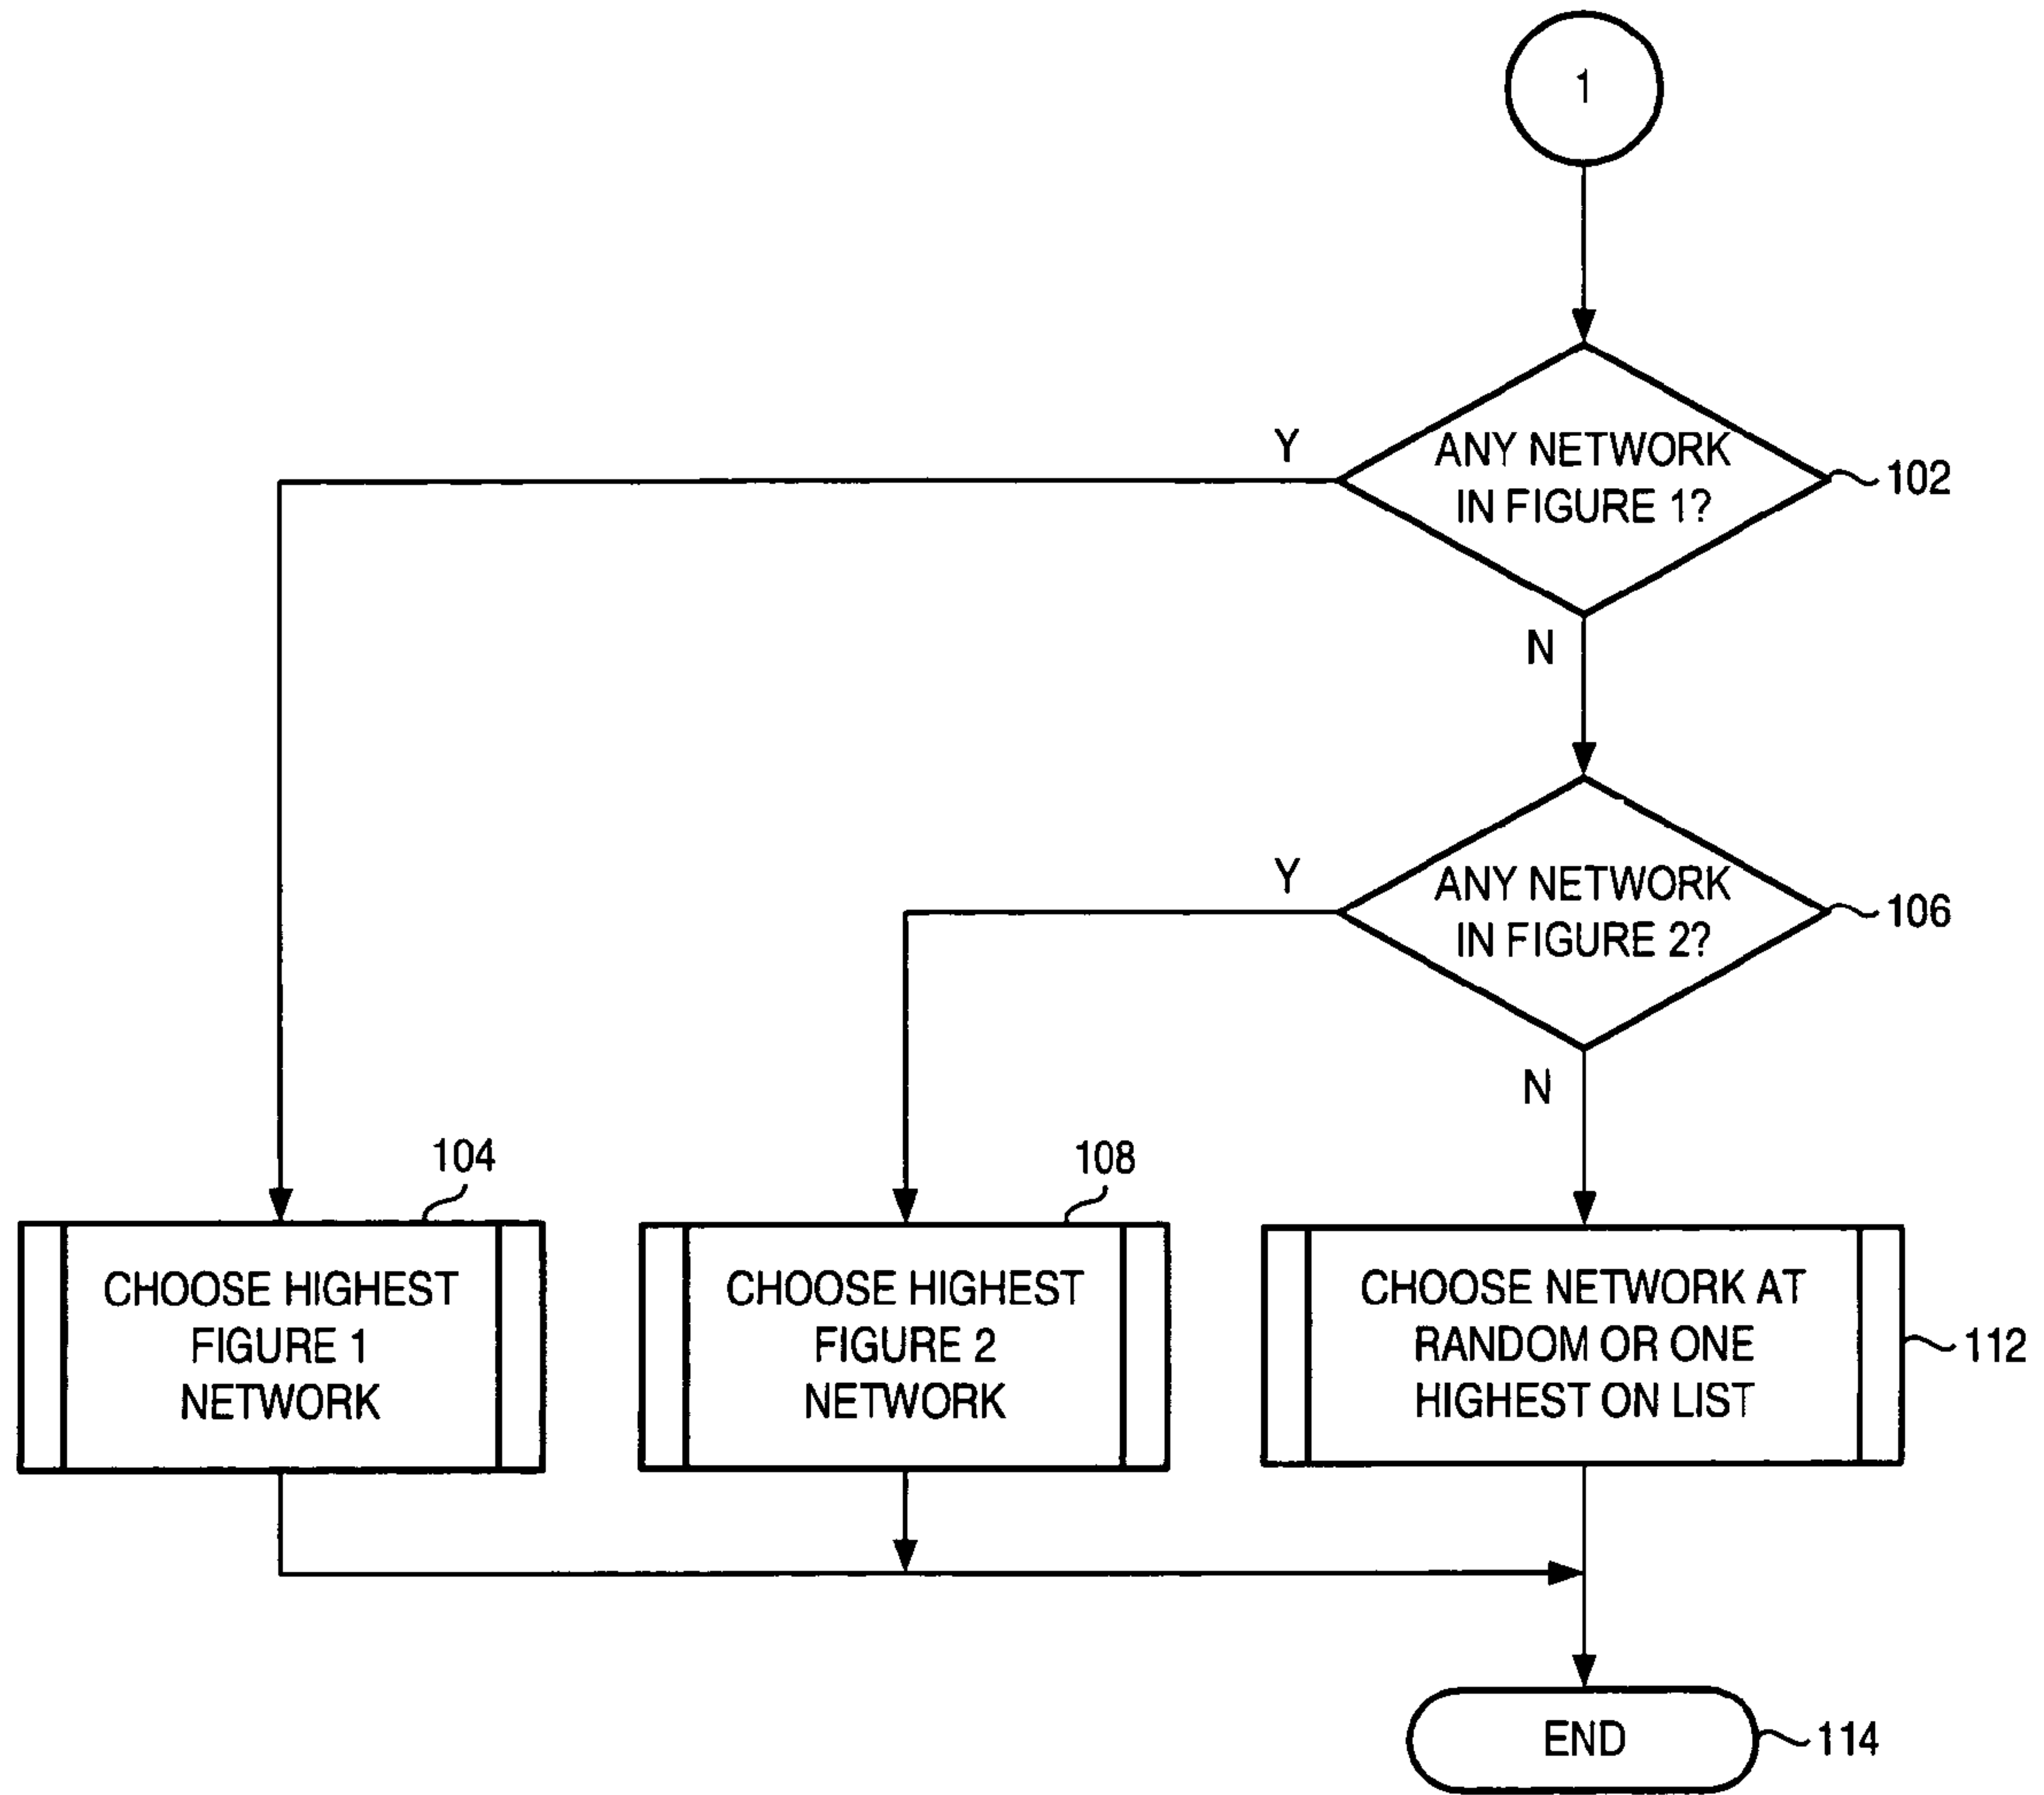 1
Y
ANY NETWORK
IN FIGURE 1?
102
N
Y
ANY NETWORK
IN FIGURE 2?
106
N
104
108
CHOOSE HIGHEST
FIGURE 1
NETWORK
CHOOSE HIGHEST
FIGURE 2
NETWORK
CHOOSE NETWORK AT
RANDOM OR ONE
HIGHEST ON LIST
112
END
114